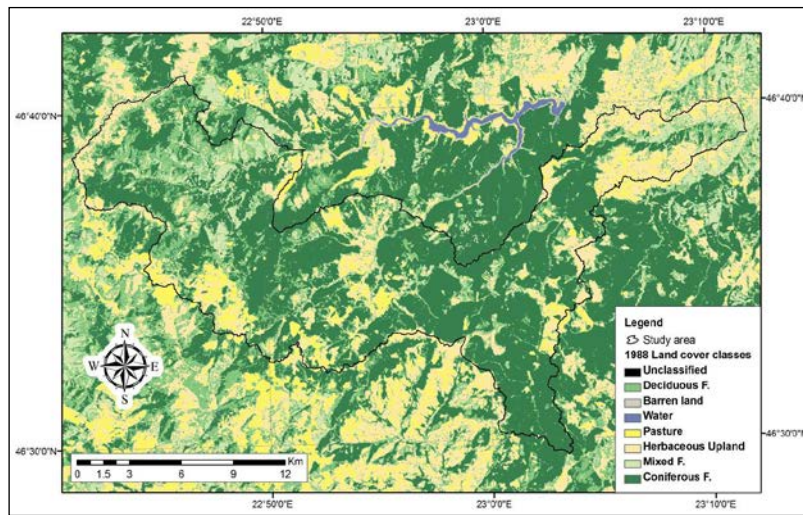 22°50'0"E 23°0'0"E 23°10'0"E
46°40'0"N 46°40'0"N
Legend
Study area
1988 Land cover classes
Unclassified
Deciduous F.
Barren land
Water
Pasture
Herbaceous Upland
Mixed F.
Coniferous F.
N
W E
S
46°30'0"N 46°30'0"N
Km
0 1.5 3 6 9 12
22°50'0"E 23°0'0"E 23°10'0"E